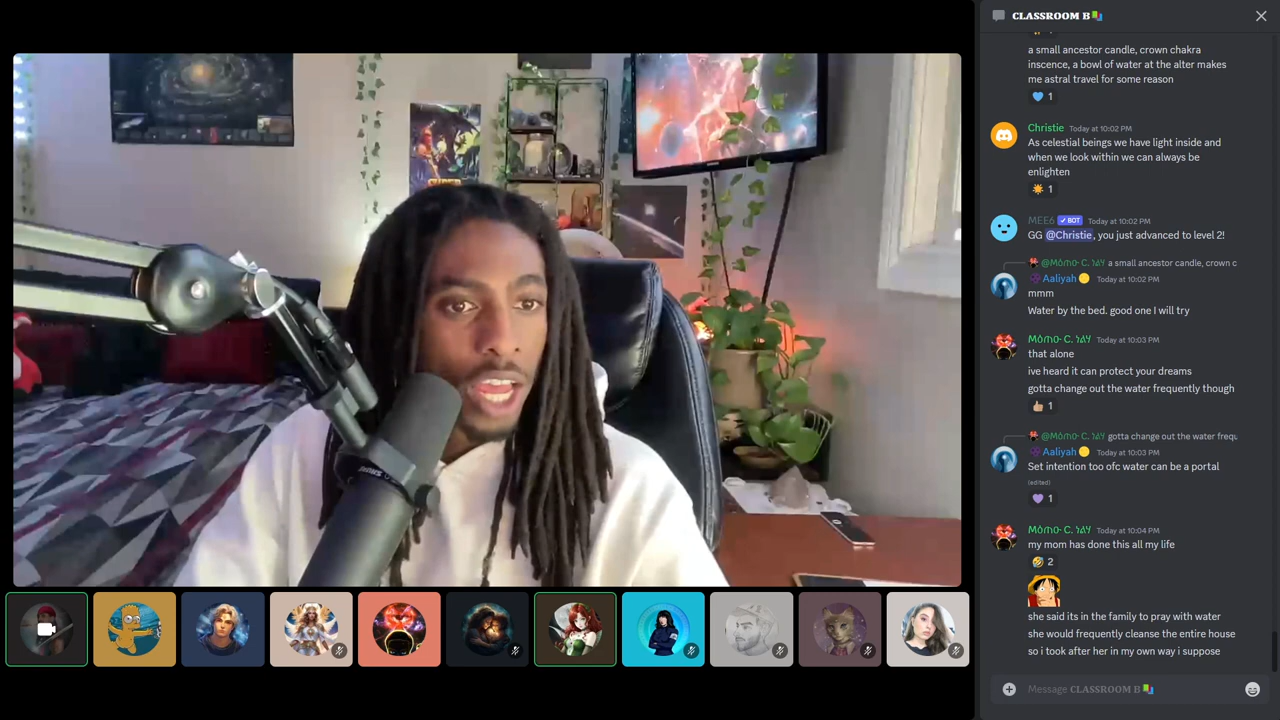 CLASSROOM B
a small ancestor candle, crown chakra
inscence, a bowl of water at the alter makes
me astral travel for some reason
1
Christie Today at 10:02 PM
As celestial beings we have light inside and
when we look within we can always be
enlighten
1
MEE6 ✓ BOT Today at 10:02 PM
GG @Christie, you just advanced to level 2!
a small ancestor candle, crown c
Aaliyah Today at 10:02 PM
mmm
Water by the bed. good one I will try
Today at 10:03 PM
that alone
ive heard it can protect your dreams
gotta change out the water frequently though
1
gotta change out the water frequ
Aaliyah Today at 10:03 PM
Set intention too ofc water can be a portal
(edited)
1
Today at 10:04 PM
my mom has done this all my life
2
she said its in the family to pray with water
she would frequently cleanse the entire house
so i took after her in my own way i suppose
Message CLASSROOM B